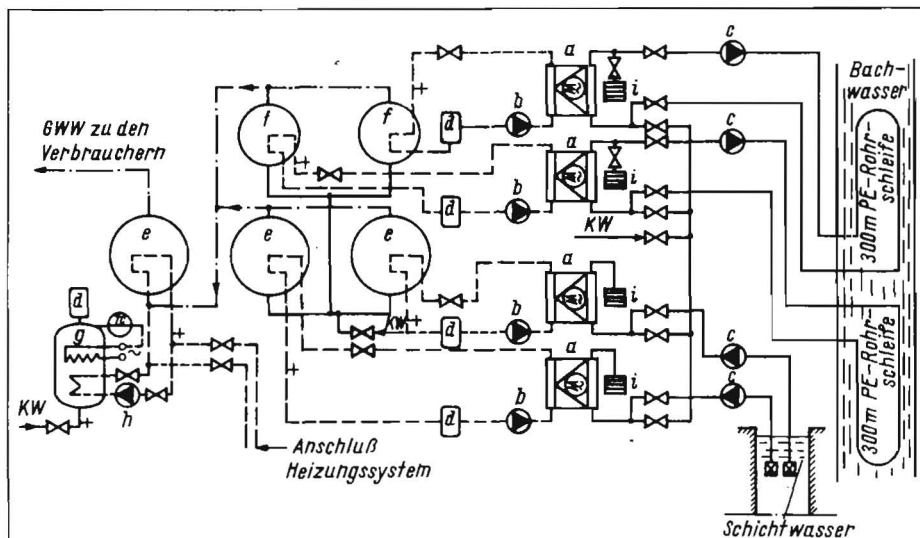 c
a
Bach-
wasser
GWW zu den
Verbrauchern
f
f
d
b
i
c
d
b
a
i
KW
e
e
e
300m PE-Rohr-
schleife
d
TC
g
KW
h
KW
d
b
a
i
c
d
b
a
i
c
300m PE-Rohr-
schleife
Anschluß
Heizungssystem
Schichtwasser